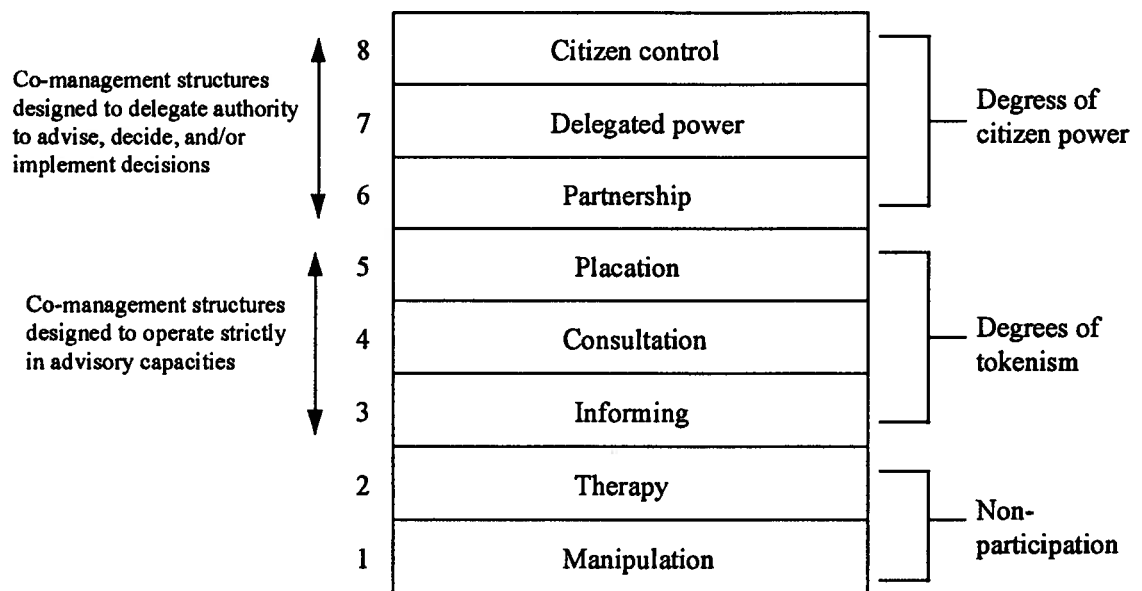 8
Citizen control
Co-management structures
designed to delegate authority
to advise, decide, and/or
implement decisions
7
Delegated power
Degress of
citizen power
6
Partnership
5
Placation
Co-management structures
designed to operate strictly
in advisory capacities
4
Consultation
Degrees of
tokenism
3
Informing
2
Therapy
Non-
participation
1
Manipulation